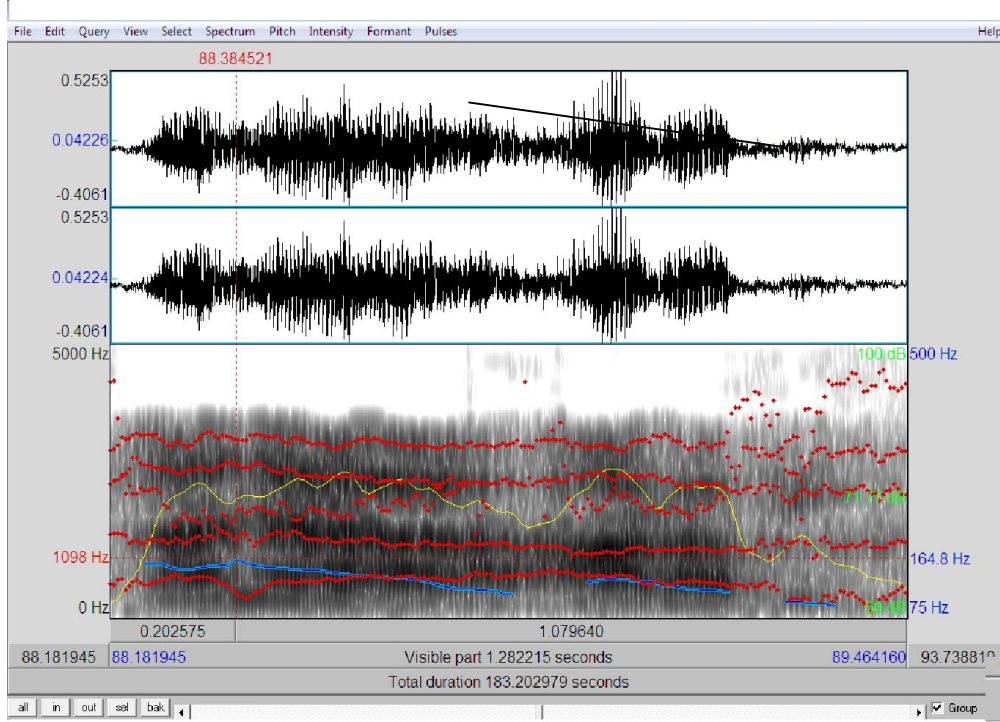 File Edit Query View Select Spectrum Pitch Intensity Formant Pulses Help
88.384521
0.5253
0.04226
-0.4061
0.5253
0.04224
-0.4061
5000 Hz 100 dB 500 Hz
1098 Hz 164.8 Hz
0 Hz 75 Hz
0.202575 1.079640
88.181945 88.181945 Visible part 1.282215 seconds 89.464160
Total duration 183.202979 seconds
all in out sel bak Group